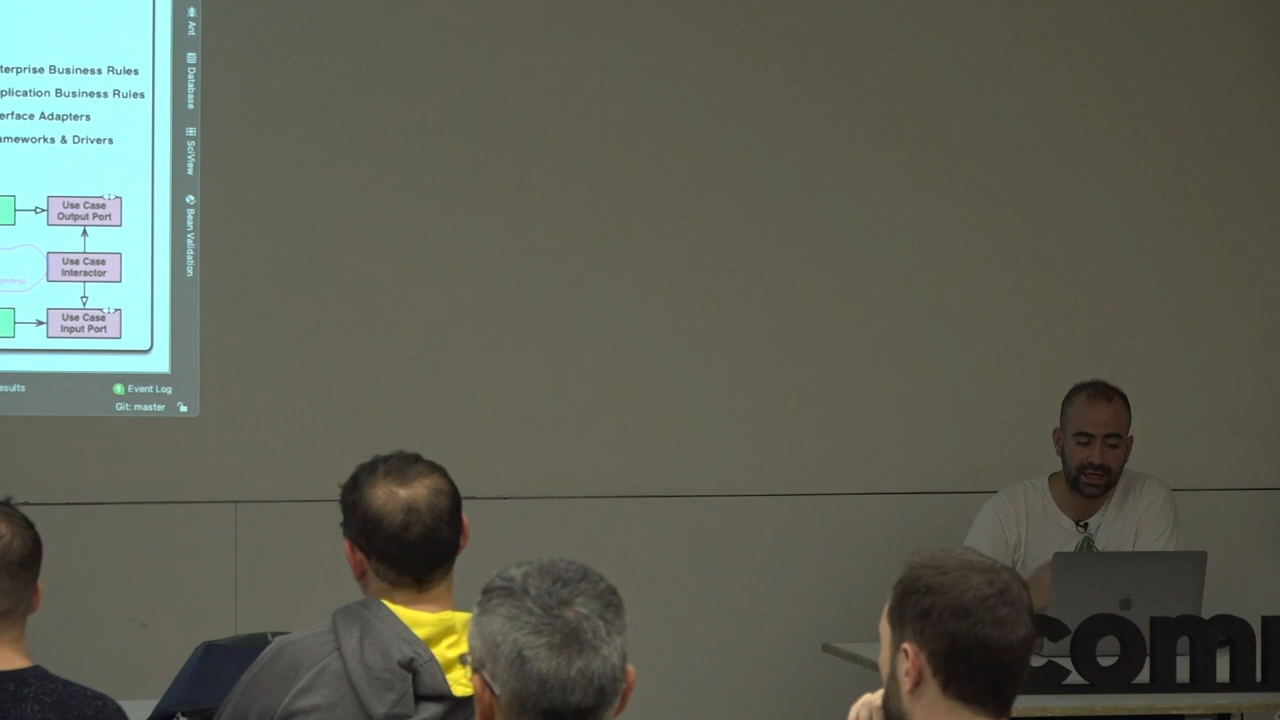 Ant
Database
SciView
Bean Validation
terprise Business Rules
plication Business Rules
erface Adapters
ameworks & Drivers
Use Case
Output Port
Use Case
Interactor
ontrol
Use Case
Input Port
esults
Event Log
Git: master
com